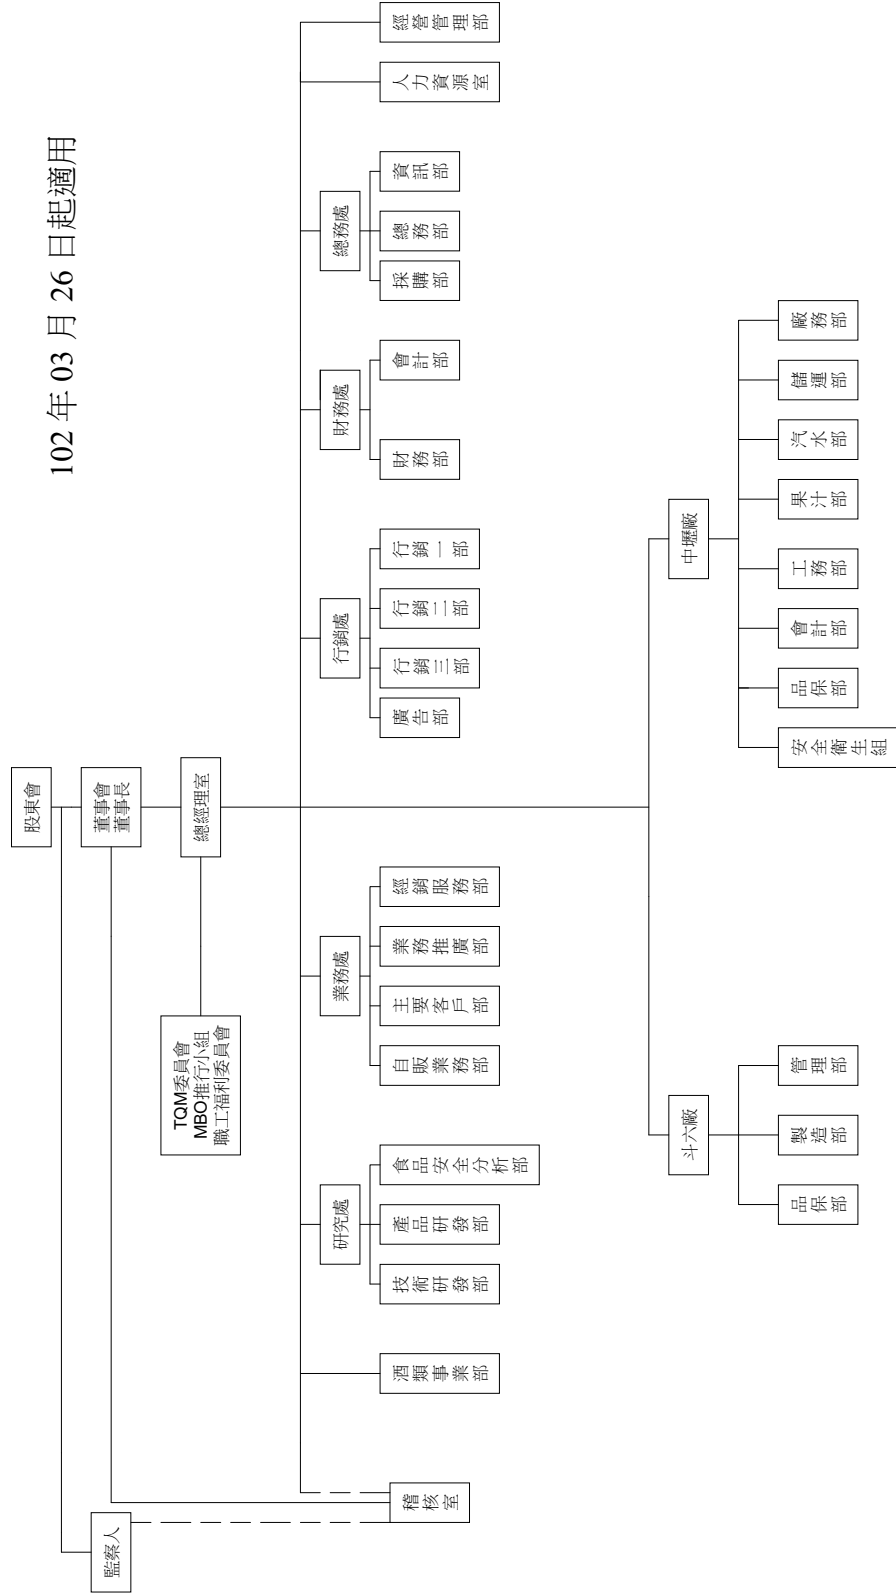 102 年 03 月 26 日起適用
股東會
監察人
董事會
董事長
總經理室
TQM委員會
MBO推行小組
職工福利委員會
稽核室
酒類事業部
研究處
技術研發部
產品研發部
食品安全分析部
業務處
自販業務部
主要客戶部
業務推廣部
經銷服務部
行銷處
廣告部
行銷三部
行銷二部
行銷一部
財務處
財務部
會計部
總務處
採購部
總務部
資訊部
人力資源室
經營管理部
斗六廠
品保部
製造部
管理部
中壢廠
安全衛生組
品保部
會計部
工務部
果汁部
汽水部
儲運部
廠務部